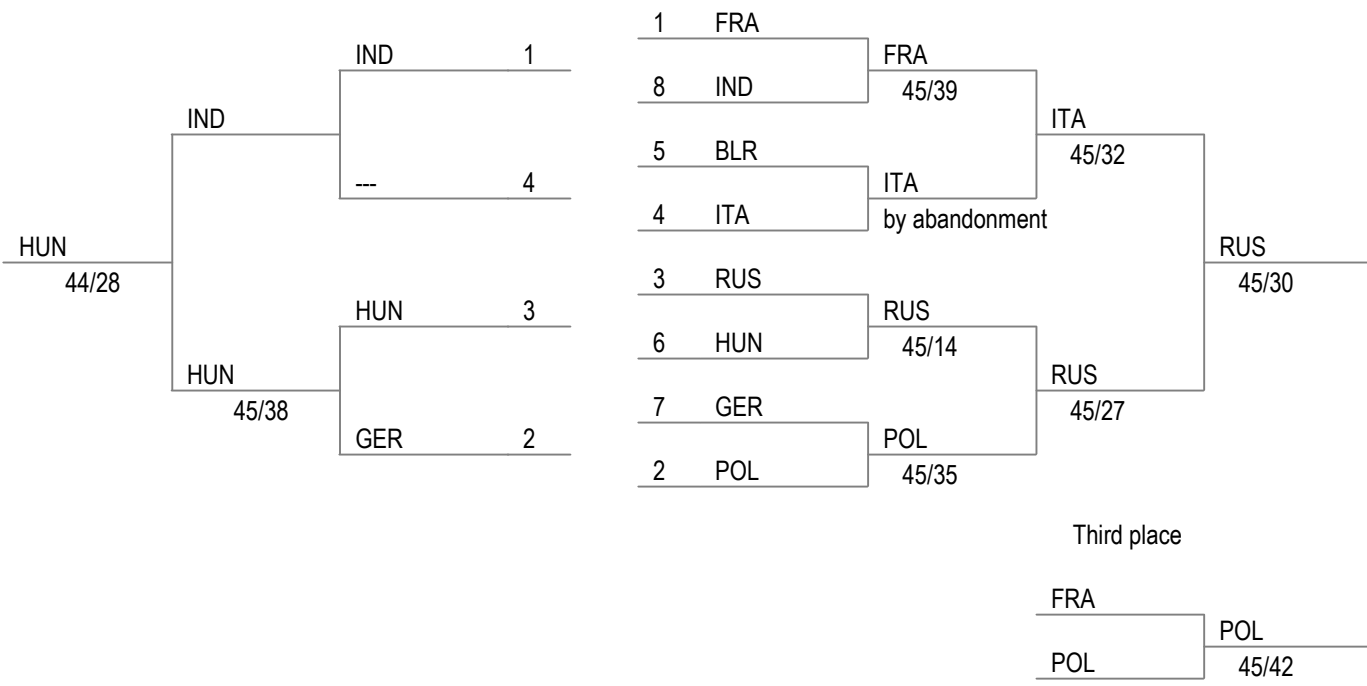 1 FRA
IND 1 FRA
8 IND 45/39
IND ITA
5 BLR 45/32
--- 4 ITA
4 ITA by abandonment
HUN RUS
44/28 3 RUS 45/30
HUN 3 RUS
6 HUN 45/14
HUN RUS
45/38 7 GER 45/27
GER 2 POL
2 POL 45/35
Third place
FRA
POL
POL 45/42